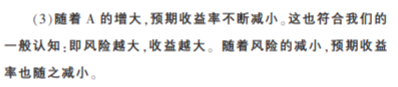 (3)随着 A 的增大,预期收益率不断减小。这也符合我们的
一般认知:即风险越大,收益越大。随着风险的减小,预期收益
率也随之减小。